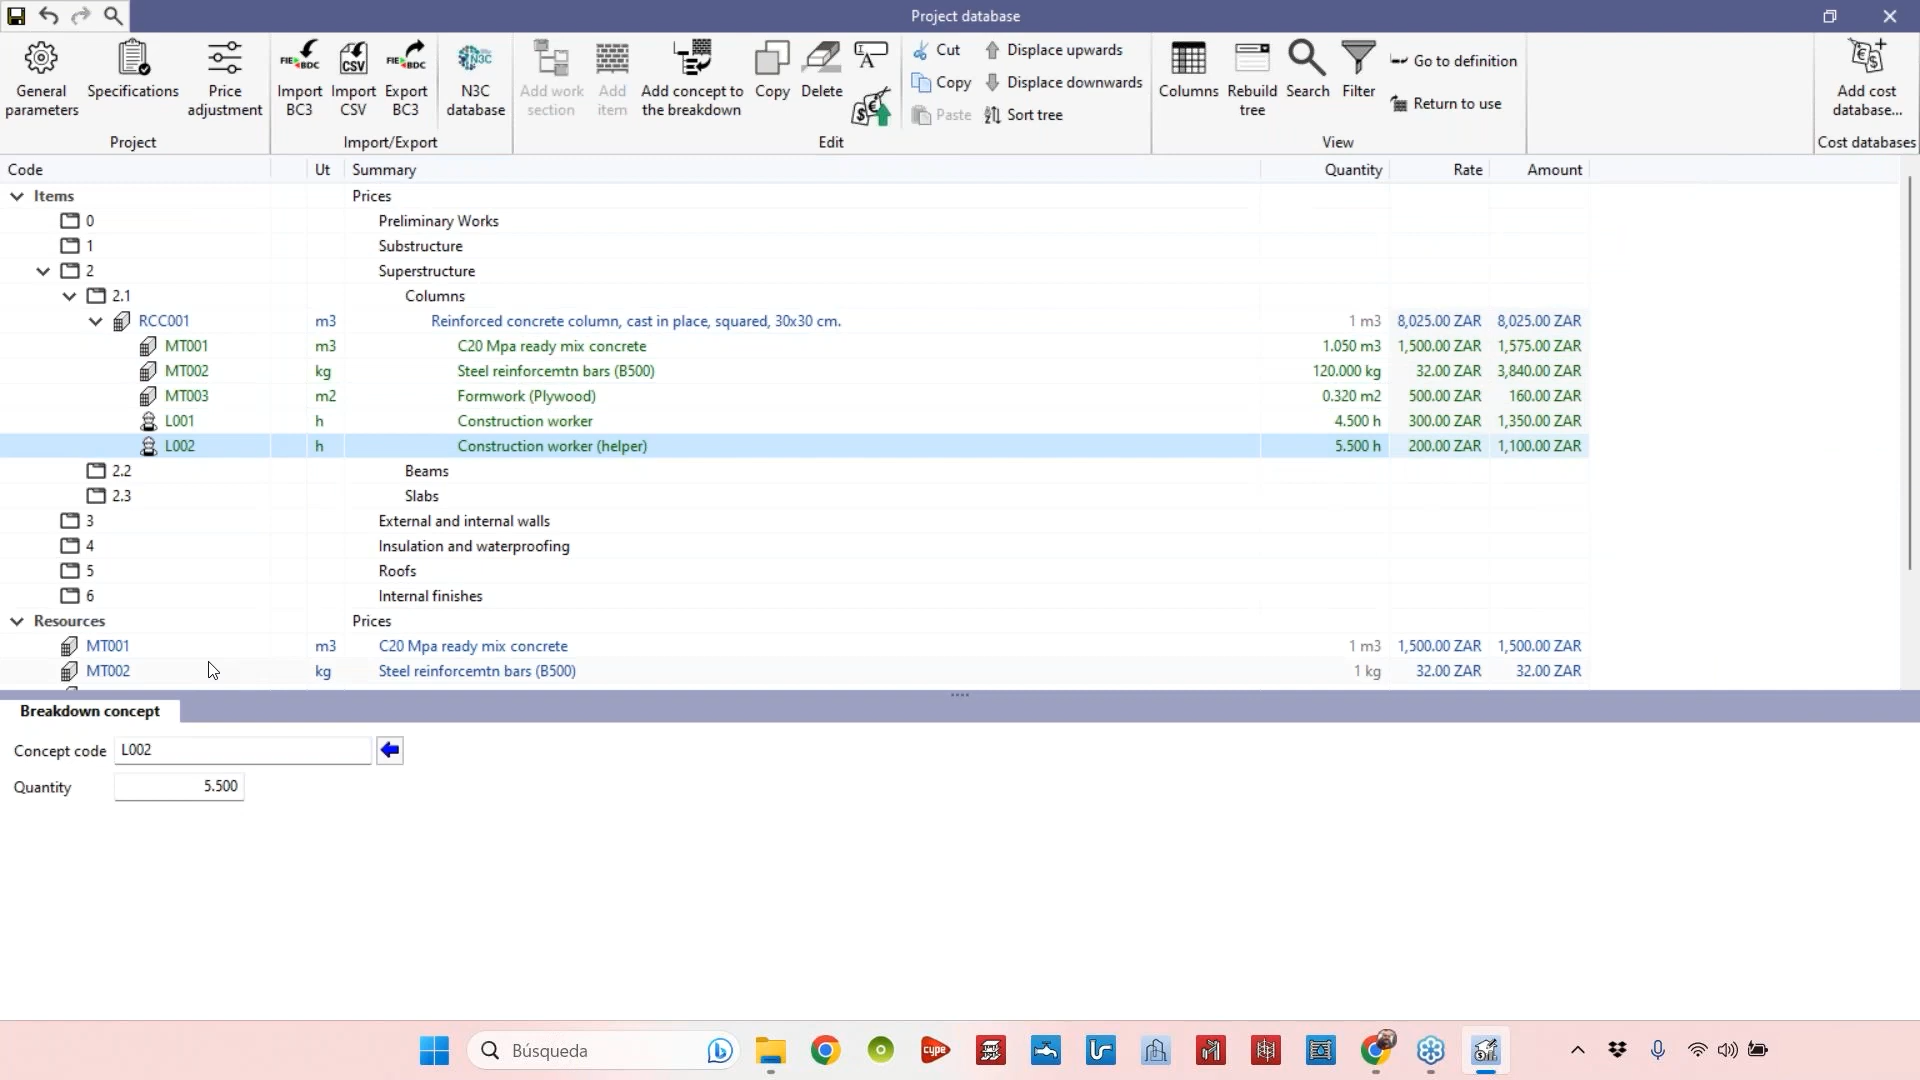 Project database
General parameters
Specifications
Price adjustment
Project
Import BC3
Import CSV
Export BC3
N3C database
Import/Export
Add work section
Add item
Add concept to the breakdown
Copy
Delete
Cut
Copy
Paste
Displace upwards
Displace downwards
Sort tree
Edit
Columns
Rebuild tree
Search
Filter
Go to definition
Return to use
View
Add cost database...
Cost databases
Code Ut Summary Quantity Rate Amount
Items Prices
0 Preliminary Works
1 Substructure
2 Superstructure
2.1 Columns
RCC001 m3 Reinforced concrete column, cast in place, squared, 30x30 cm. 1 m3 8,025.00 ZAR 8,025.00 ZAR
MT001 m3 C20 Mpa ready mix concrete 1.050 m3 1,500.00 ZAR 1,575.00 ZAR
MT002 kg Steel reinforcemtn bars (B500) 120.000 kg 32.00 ZAR 3,840.00 ZAR
MT003 m2 Formwork (Plywood) 0.320 m2 500.00 ZAR 160.00 ZAR
L001 h Construction worker 4.500 h 300.00 ZAR 1,350.00 ZAR
L002 h Construction worker (helper) 5.500 h 200.00 ZAR 1,100.00 ZAR
2.2 Beams
2.3 Slabs
3 External and internal walls
4 Insulation and waterproofing
5 Roofs
6 Internal finishes
Resources Prices
MT001 m3 C20 Mpa ready mix concrete 1 m3 1,500.00 ZAR 1,500.00 ZAR
MT002 kg Steel reinforcemtn bars (B500) 1 kg 32.00 ZAR 32.00 ZAR
Breakdown concept
Concept code L002
Quantity 5.500
Búsqueda
cype